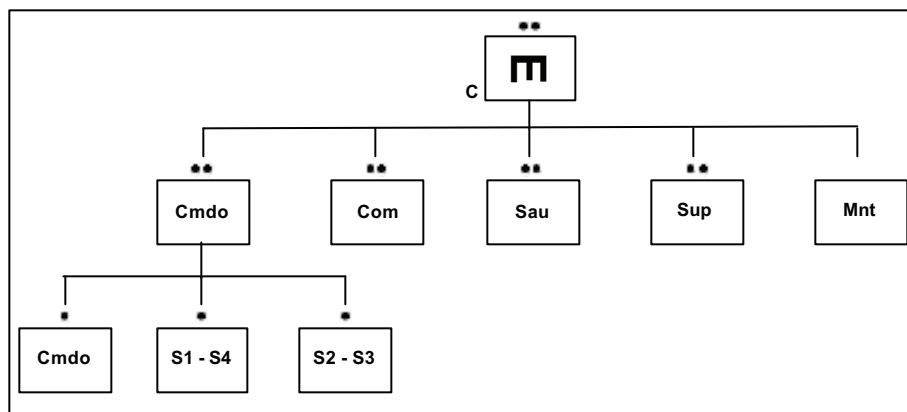 C
Cmdo Com Sau Sup Mnt
Cmdo S1 - S4 S2 - S3